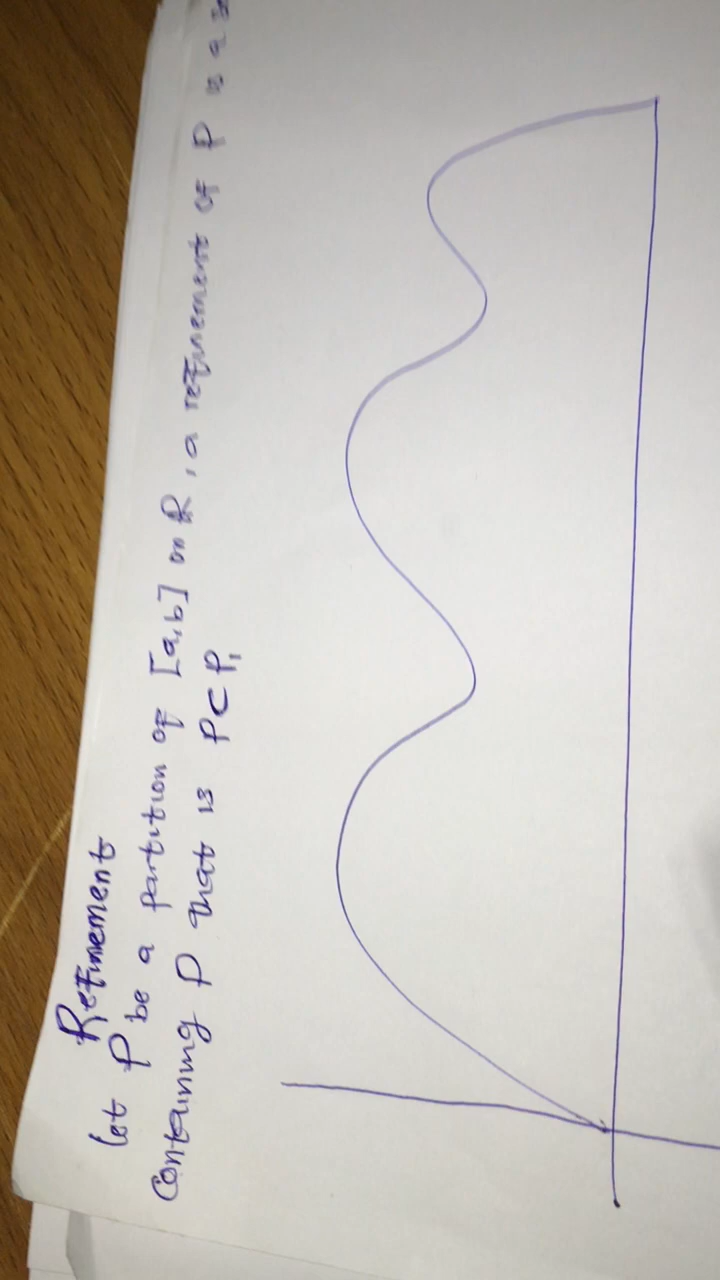 Refinement
let P be a partition of [a,b] on R, a refinement of P is a
Containing P that is P⊂P₁